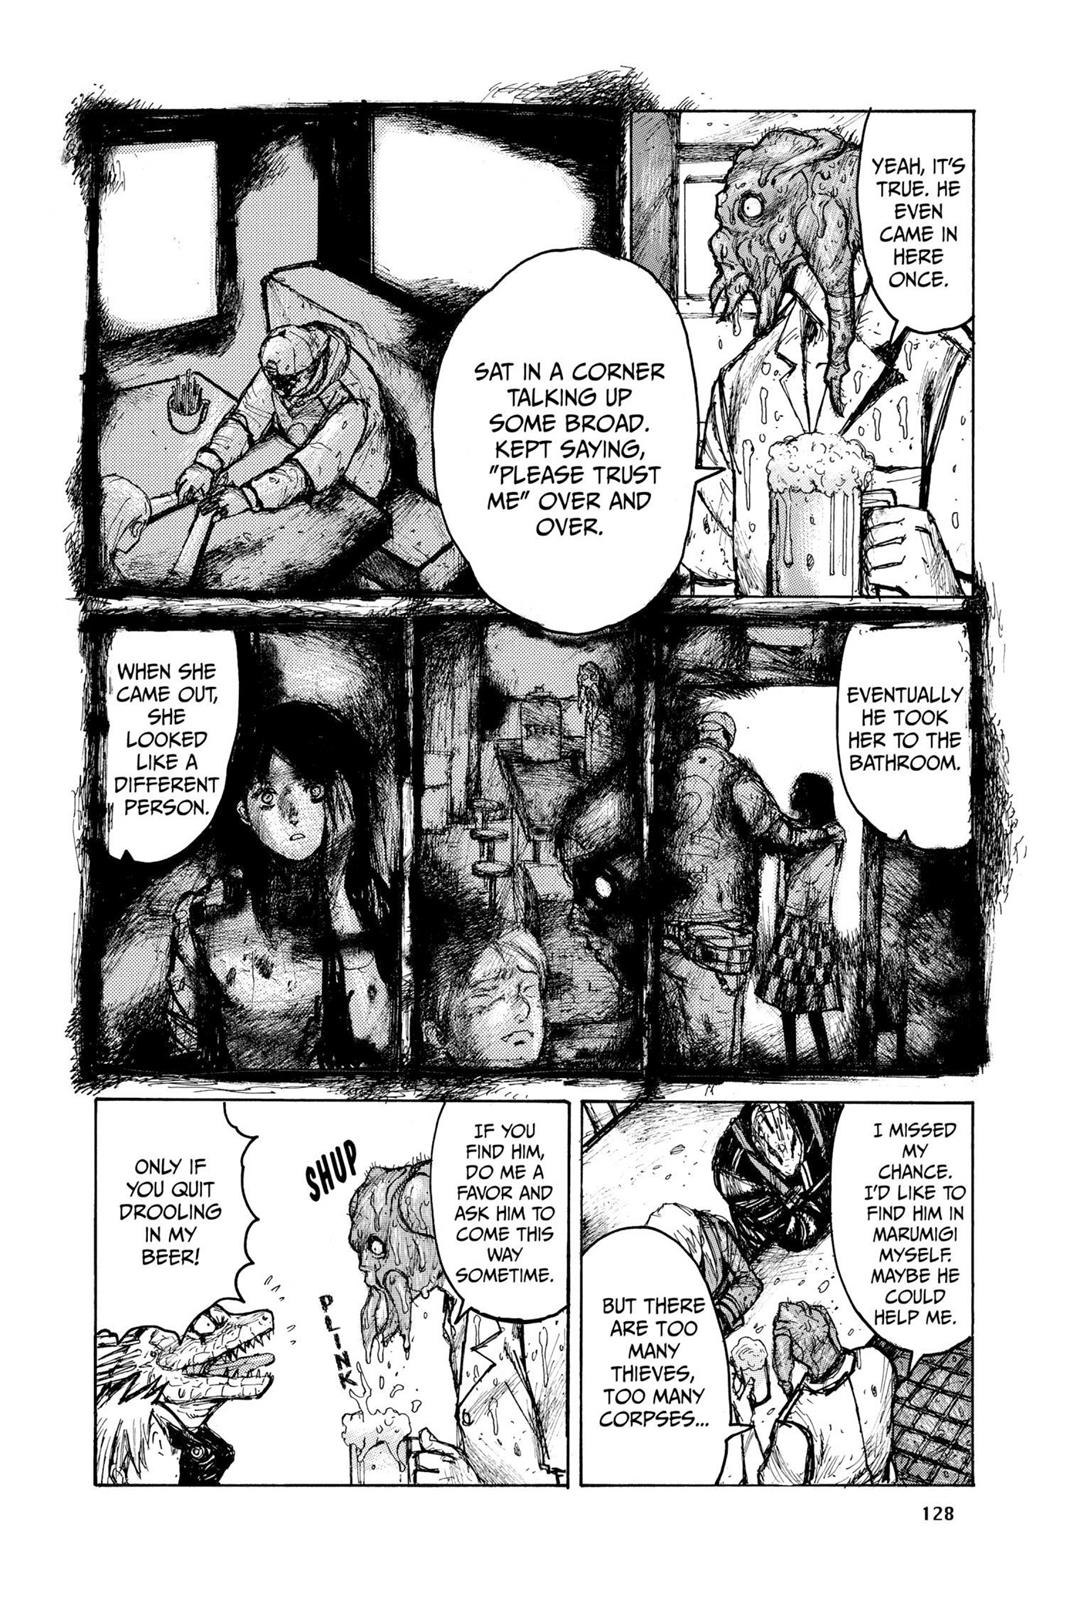 YEAH, IT'S
TRUE. HE
EVEN
CAME IN
HERE
ONCE.
SAT IN A CORNER
TALKING UP
SOME BROAD.
KEPT SAYING,
"PLEASE TRUST
ME" OVER AND
OVER.
EVENTUALLY
HE TOOK
HER TO THE
BATHROOM.
BEER
WHEN SHE
CAME OUT,
SHE
LOOKED
LIKE A
DIFFERENT
PERSON.
I MISSED
MY
CHANCE.
I'D LIKE TO
FIND HIM IN
MARUMIGI
MYSELF.
MAYBE HE
COULD
HELP ME.
BUT THERE
ARE TOO
MANY
THIEVES,
TOO MANY
CORPSES...
IF YOU
FIND HIM,
DO ME A
FAVOR AND
ASK HIM TO
COME THIS
WAY
SOMETIME.
SHUP
PLINK
ONLY IF
YOU QUIT
DROOLING
IN MY
BEER!
128